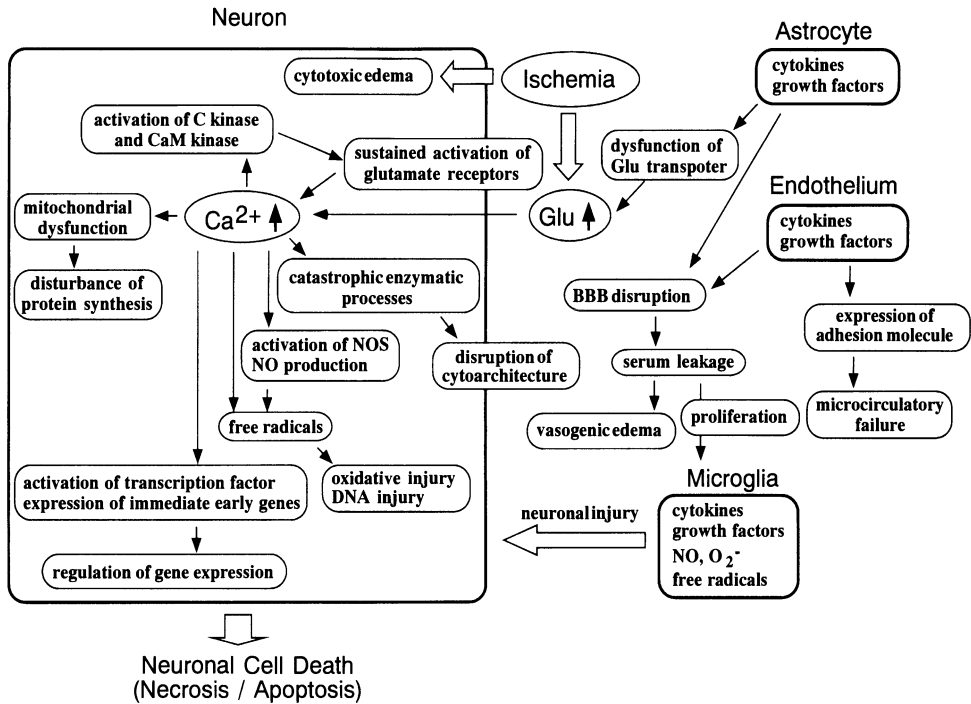 Neuron
Astrocyte
cytotoxic edema
Ischemia
cytokines
growth factors
activation of C kinase
and CaM kinase
sustained activation of
glutamate receptors
dysfunction of
Glu transpoter
Endothelium
mitochondrial
dysfunction
Ca2+
Glu
cytokines
growth factors
disturbance of
protein synthesis
catastrophic enzymatic
processes
BBB disruption
expression of
adhesion molecule
activation of NOS
NO production
disruption of
cytoarchitecture
serum leakage
microcirculatory
failure
free radicals
vasogenic edema
proliferation
activation of transcription factor
expression of immediate early genes
oxidative injury
DNA injury
Microglia
neuronal injury
cytokines
growth factors
NO, O2-
free radicals
regulation of gene expression
Neuronal Cell Death
(Necrosis / Apoptosis)